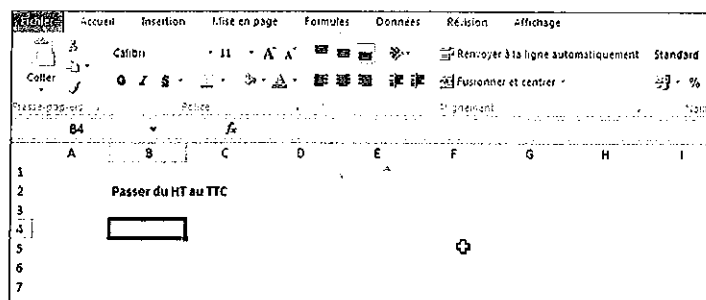 Fichier Accueil Insertion Mise en page Formules Données Révision Affichage
Calibri 11 A A Renvoyer à la ligne automatiquement Standard
Coller G I S A Fusionner et centrer %
Presse-papiers Police Alignement
B4 fx
A B C D E F G H I
1
2 Passer du HT au TTC
3
4
5
6
7